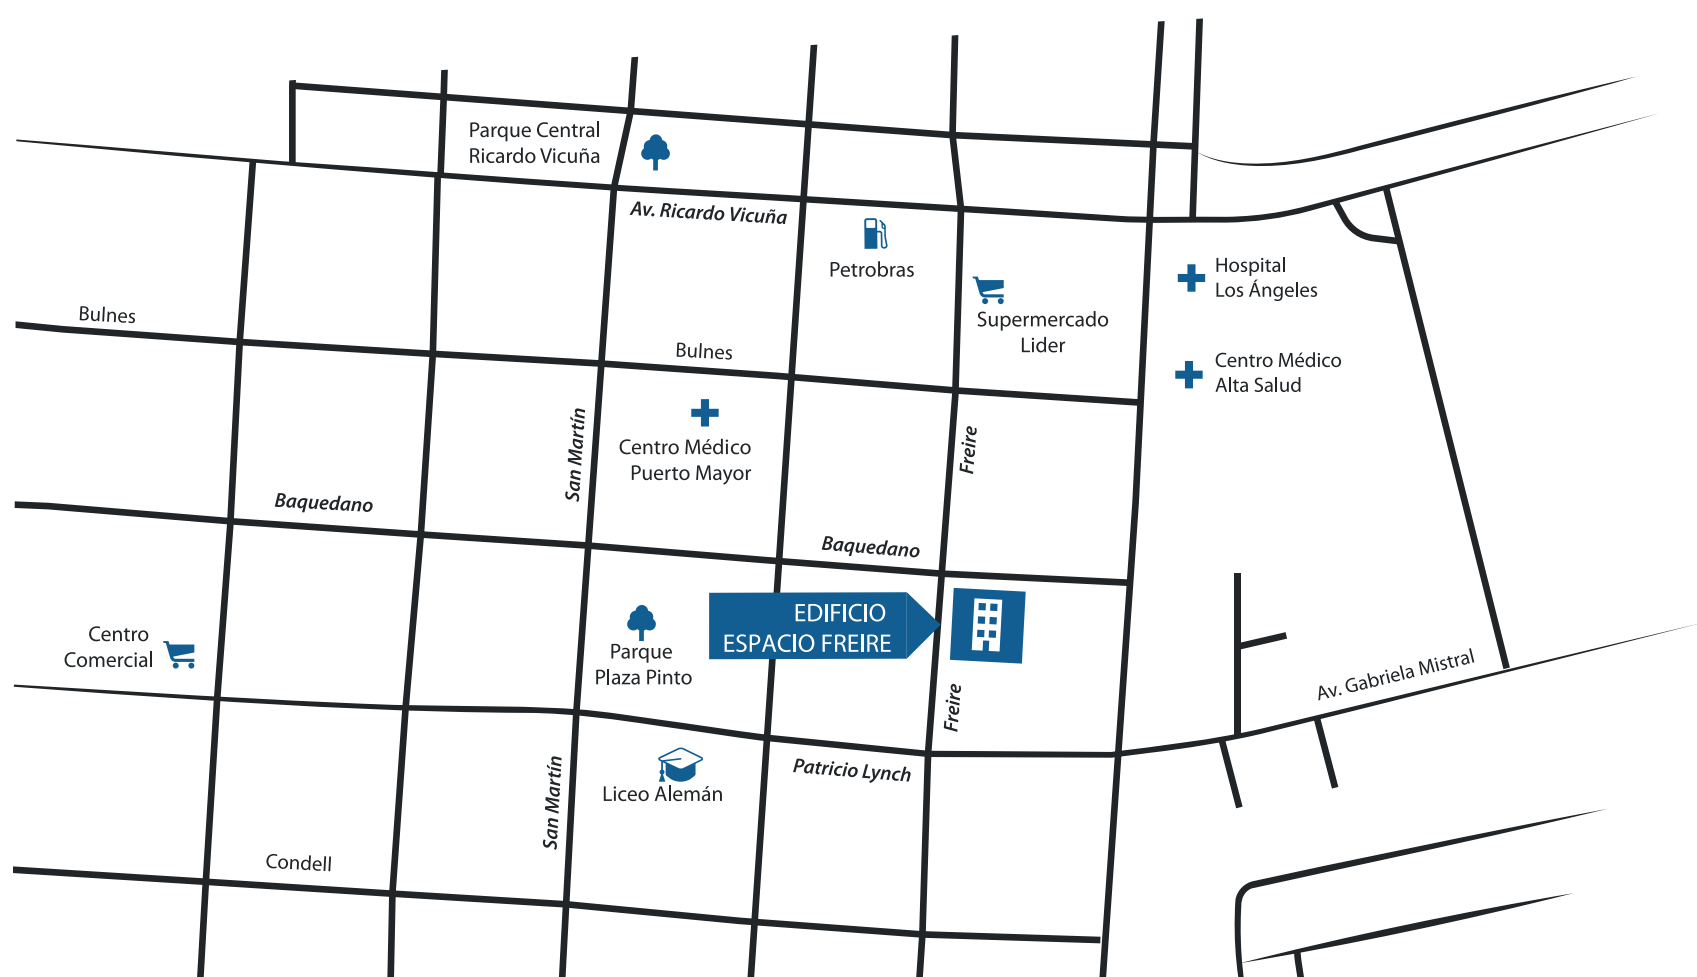 Parque Central
Ricardo Vicuña
Av. Ricardo Vicuña
Petrobras
Hospital
Los Ángeles
Supermercado
Lider
Bulnes
Bulnes
Centro Médico
Alta Salud
San Martín
Centro Médico
Puerto Mayor
Freire
Baquedano
Baquedano
EDIFICIO
ESPACIO FREIRE
Centro
Comercial
Parque
Plaza Pinto
Freire
Av. Gabriela Mistral
San Martín
Liceo Alemán
Patricio Lynch
Condell